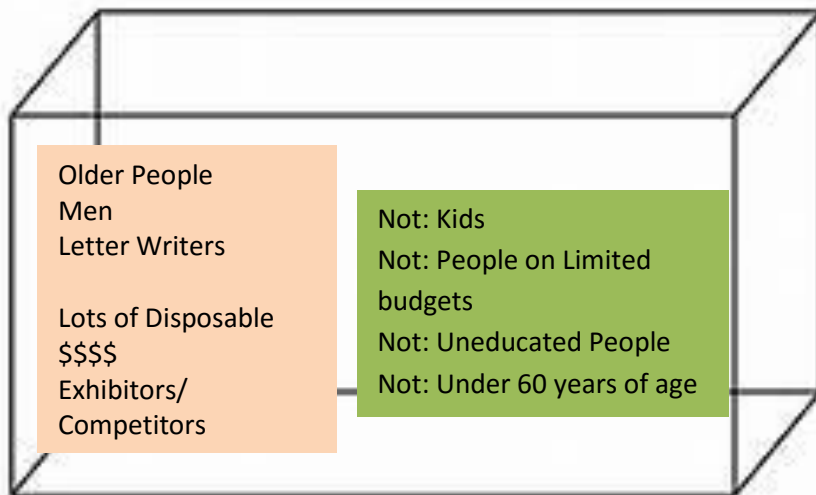 Older People
Men
Letter Writers
Lots of Disposable
$$$$
Exhibitors/
Competitors
Not: Kids
Not: People on Limited
budgets
Not: Uneducated People
Not: Under 60 years of age